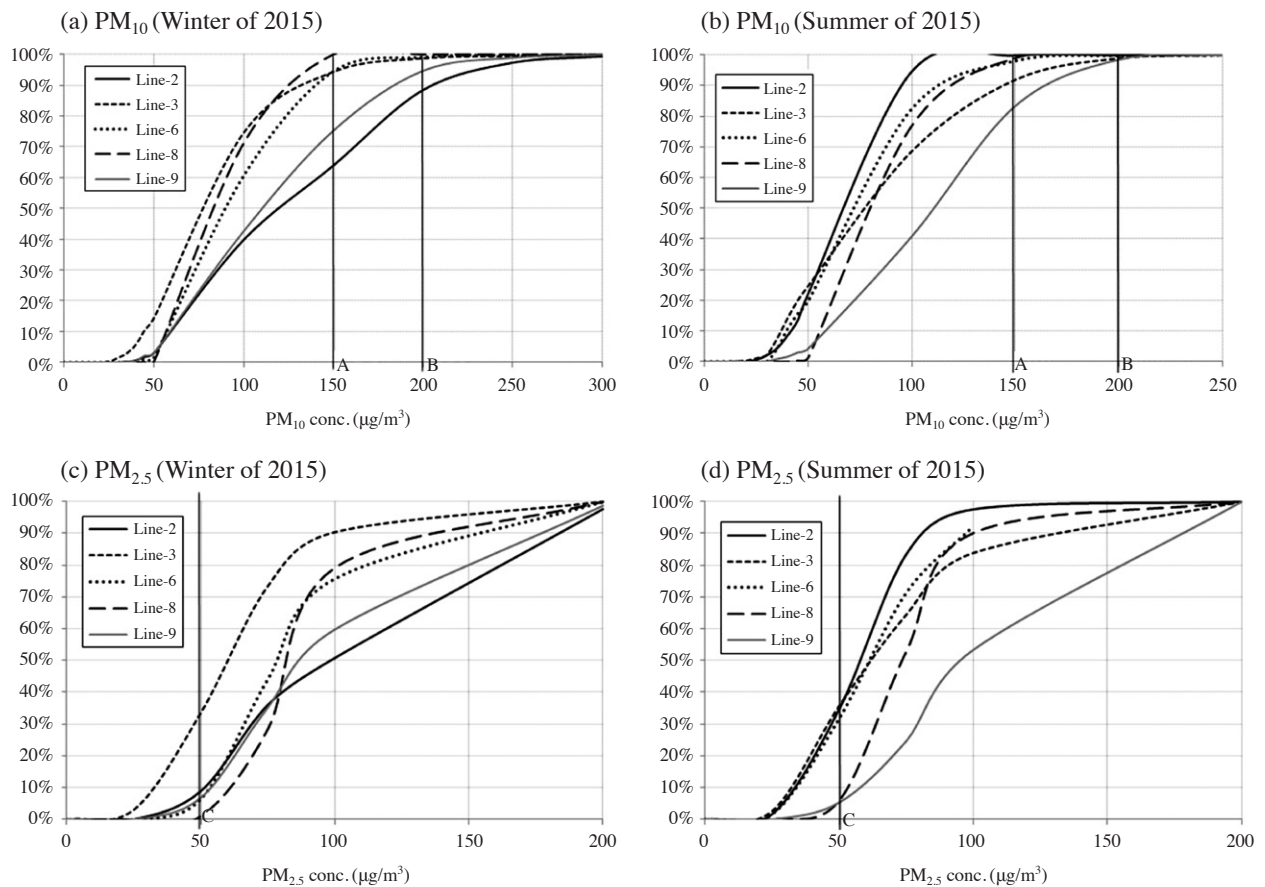 (a) PM10 (Winter of 2015)
100%
90%
80%
70%
60%
50%
40%
30%
20%
10%
0%
Line-2
Line-3
Line-6
Line-8
Line-9
A
B
0 50 100 150 200 250 300
PM10 conc. (µg/m3)
(b) PM10 (Summer of 2015)
100%
90%
80%
70%
60%
50%
40%
30%
20%
10%
0%
Line-2
Line-3
Line-6
Line-8
Line-9
A
B
0 50 100 150 200 250
PM10 conc. (µg/m3)
(c) PM2.5 (Winter of 2015)
100%
90%
80%
70%
60%
50%
40%
30%
20%
10%
0%
Line-2
Line-3
Line-6
Line-8
Line-9
C
0 50 100 150 200
PM2.5 conc. (µg/m3)
(d) PM2.5 (Summer of 2015)
100%
90%
80%
70%
60%
50%
40%
30%
20%
10%
0%
Line-2
Line-3
Line-6
Line-8
Line-9
C
0 50 100 150 200
PM2.5 conc. (µg/m3)